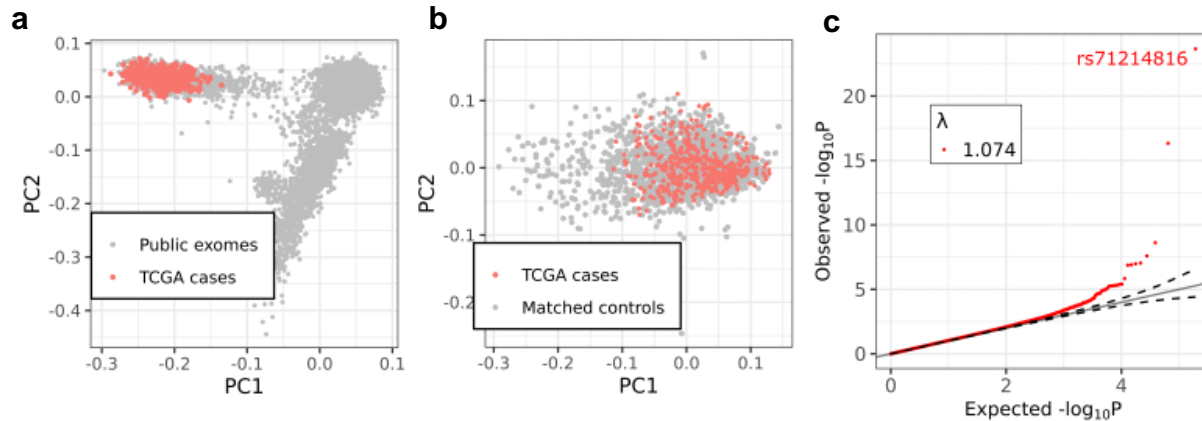 a
0.1
0.0
-0.1
-0.2
-0.3
-0.4
PC2
Public exomes
TCGA cases
-0.3
-0.2
-0.1
0.0
0.1
PC1
b
0.1
0.0
-0.1
-0.2
PC2
TCGA cases
Matched controls
-0.3
-0.2
-0.1
0.0
0.1
PC1
c
rs71214816
20
15
10
5
0
Observed -log₁₀P
λ
1.074
0
2
4
Expected -log₁₀P